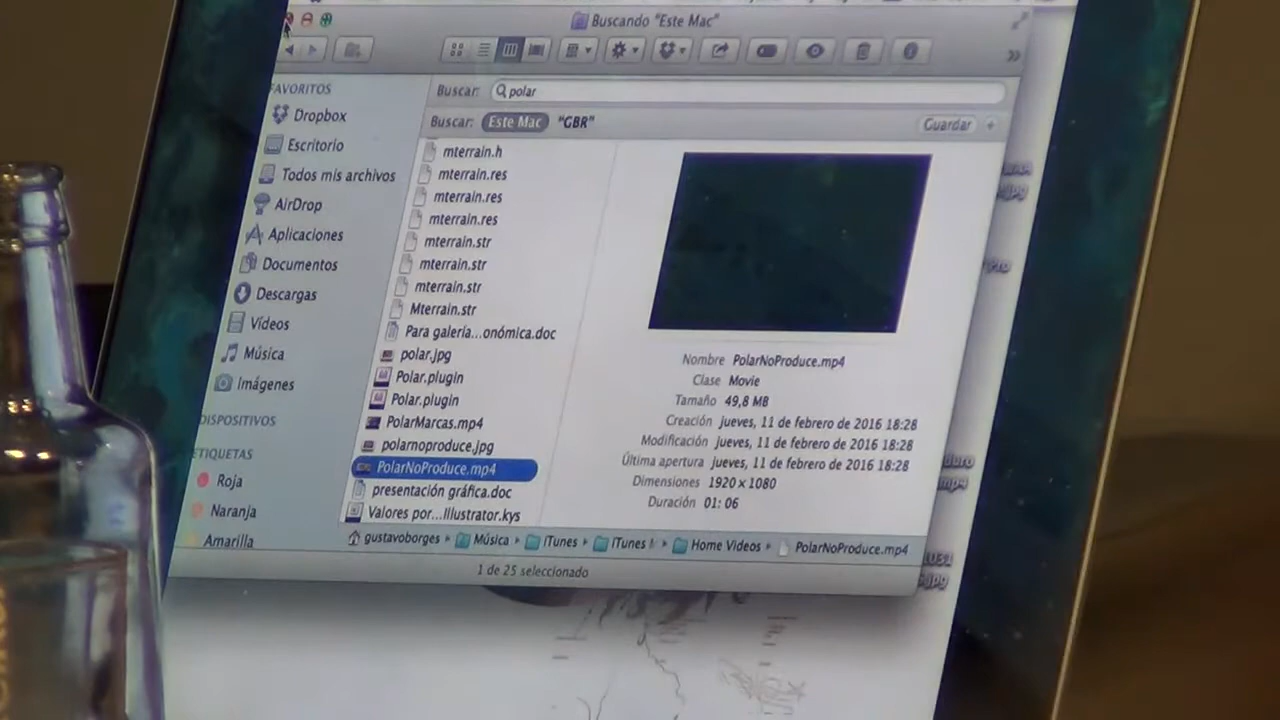 Buscando "Este Mac"
Buscar: polar
Buscar: Este Mac "GBR" Guardar +
FAVORITOS
Dropbox
Escritorio
Todos mis archivos
AirDrop
Aplicaciones
Documentos
Descargas
Vídeos
Música
Imágenes
DISPOSITIVOS
ETIQUETAS
Roja
Naranja
Amarilla
mterrain.h
mterrain.res
mterrain.res
mterrain.res
mterrain.str
mterrain.str
mterrain.str
Mterrain.str
Para galería...onómica.doc
polar.jpg
Polar.plugin
Polar.plugin
PolarMarcas.mp4
polarnoproduce.jpg
PolarNoProduce.mp4
presentación gráfica.doc
Valores por...Illustrator.kys
Nombre PolarNoProduce.mp4
Clase Movie
Tamaño 49,8 MB
Creación jueves, 11 de febrero de 2016 18:28
Modificación jueves, 11 de febrero de 2016 18:28
Última apertura jueves, 11 de febrero de 2016 18:28
Dimensiones 1920 x 1080
Duración 01: 06
gustavoborges Música iTunes iTunes Home Videos PolarNoProduce.mp4
1 de 25 seleccionado